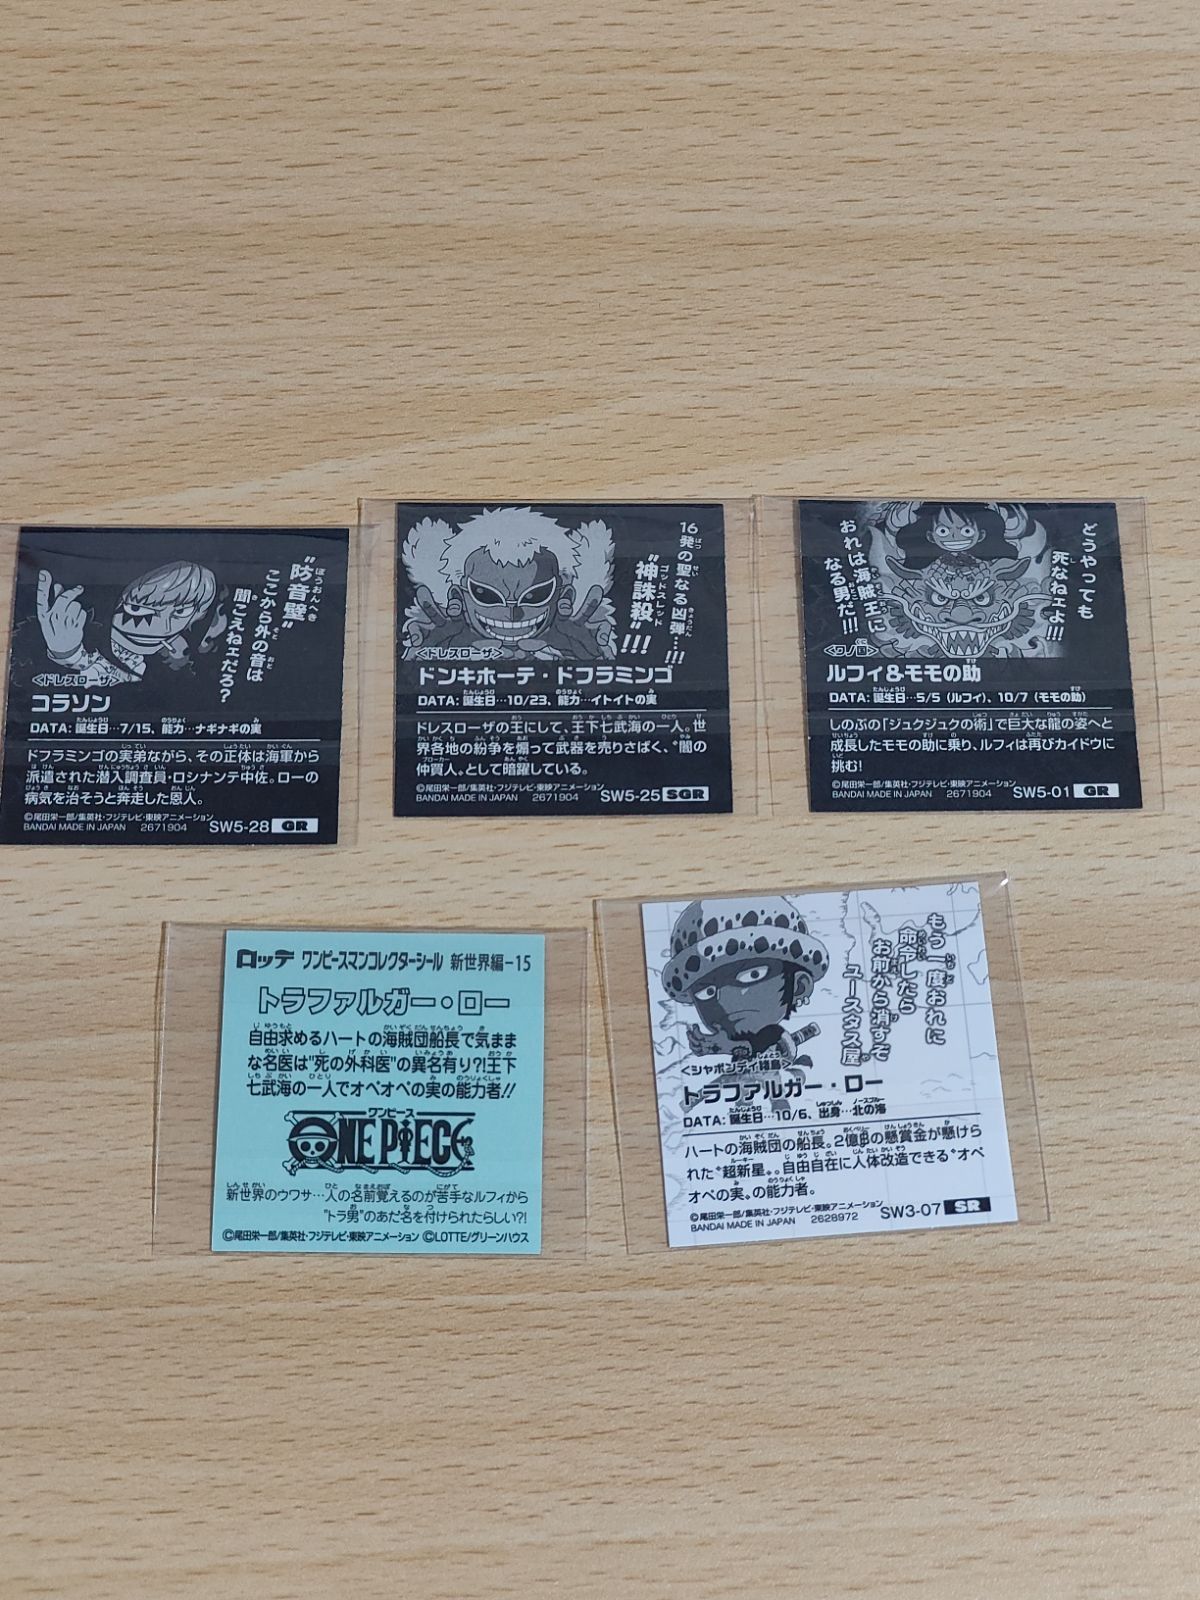 "防音壁"
ここから外の音は
聞こえねェだろ?
<ドレスローザ>
コラソン
DATA: 誕生日…7/15、能力…ナギナギの実
ドフラミンゴの実弟ながら、その正体は海軍から
派遣された潜入調査員・ロシナンテ中佐。ローの
病気を治そうと奔走した恩人。
©尾田栄一郎/集英社・フジテレビ・東映アニメーション
BANDAI MADE IN JAPAN 2671904 SW5-28 GR
16発の聖なる凶弾…!!!
"神誅殺"!!!
<ドレスローザ>
ドンキホーテ・ドフラミンゴ
DATA: 誕生日…10/23、能力…イトイトの実
ドレスローザの王にして、王下七武海の一人。世
界各地の紛争を煽って武器を売りさばく、"闇の
仲買人"として暗躍している。
©尾田栄一郎/集英社・フジテレビ・東映アニメーション
BANDAI MADE IN JAPAN 2671904 SW5-25 SGR
どうやっても
死なねェよ!!!
おれは海賊王に
なる男だ!!!
<ワノ国>
ルフィ&モモの助
DATA: 誕生日…5/5 (ルフィ)、10/7 (モモの助)
しのぶの「ジュクジュクの術」で巨大な龍の姿へと
成長したモモの助に乗り、ルフィは再びカイドウに
挑む!
©尾田栄一郎/集英社・フジテレビ・東映アニメーション
BANDAI MADE IN JAPAN 2671904 SW5-01 GR
ロッテ ワンピースマンコレクターシール 新世界編-15
トラファルガー・ロー
自由求めるハートの海賊団船長で気まま
な名医は"死の外科医"の異名有り?!王下
七武海の一人でオペオペの実の能力者!!
ワンピース
ONE PIECE
新世界のウワサ…人の名前覚えるのが苦手なルフィから
"トラ男"のあだ名を付けられたらしい?!
©尾田栄一郎/集英社・フジテレビ・東映アニメーション ©LOTTE/グリーンハウス
もう一度おれに
命令したら
お前から消すぞ
ユースタス屋
<シャボンディ諸島>
トラファルガー・ロー
DATA: 誕生日…10/6、出身…北の海
ハートの海賊団の船長。2億の懸賞金が懸けら
れた"超新星"。自由自在に人体改造できる"オペ
オペの実"の能力者。
©尾田栄一郎/集英社・フジテレビ・東映アニメーション
BANDAI MADE IN JAPAN 2628972 SW3-07 SR